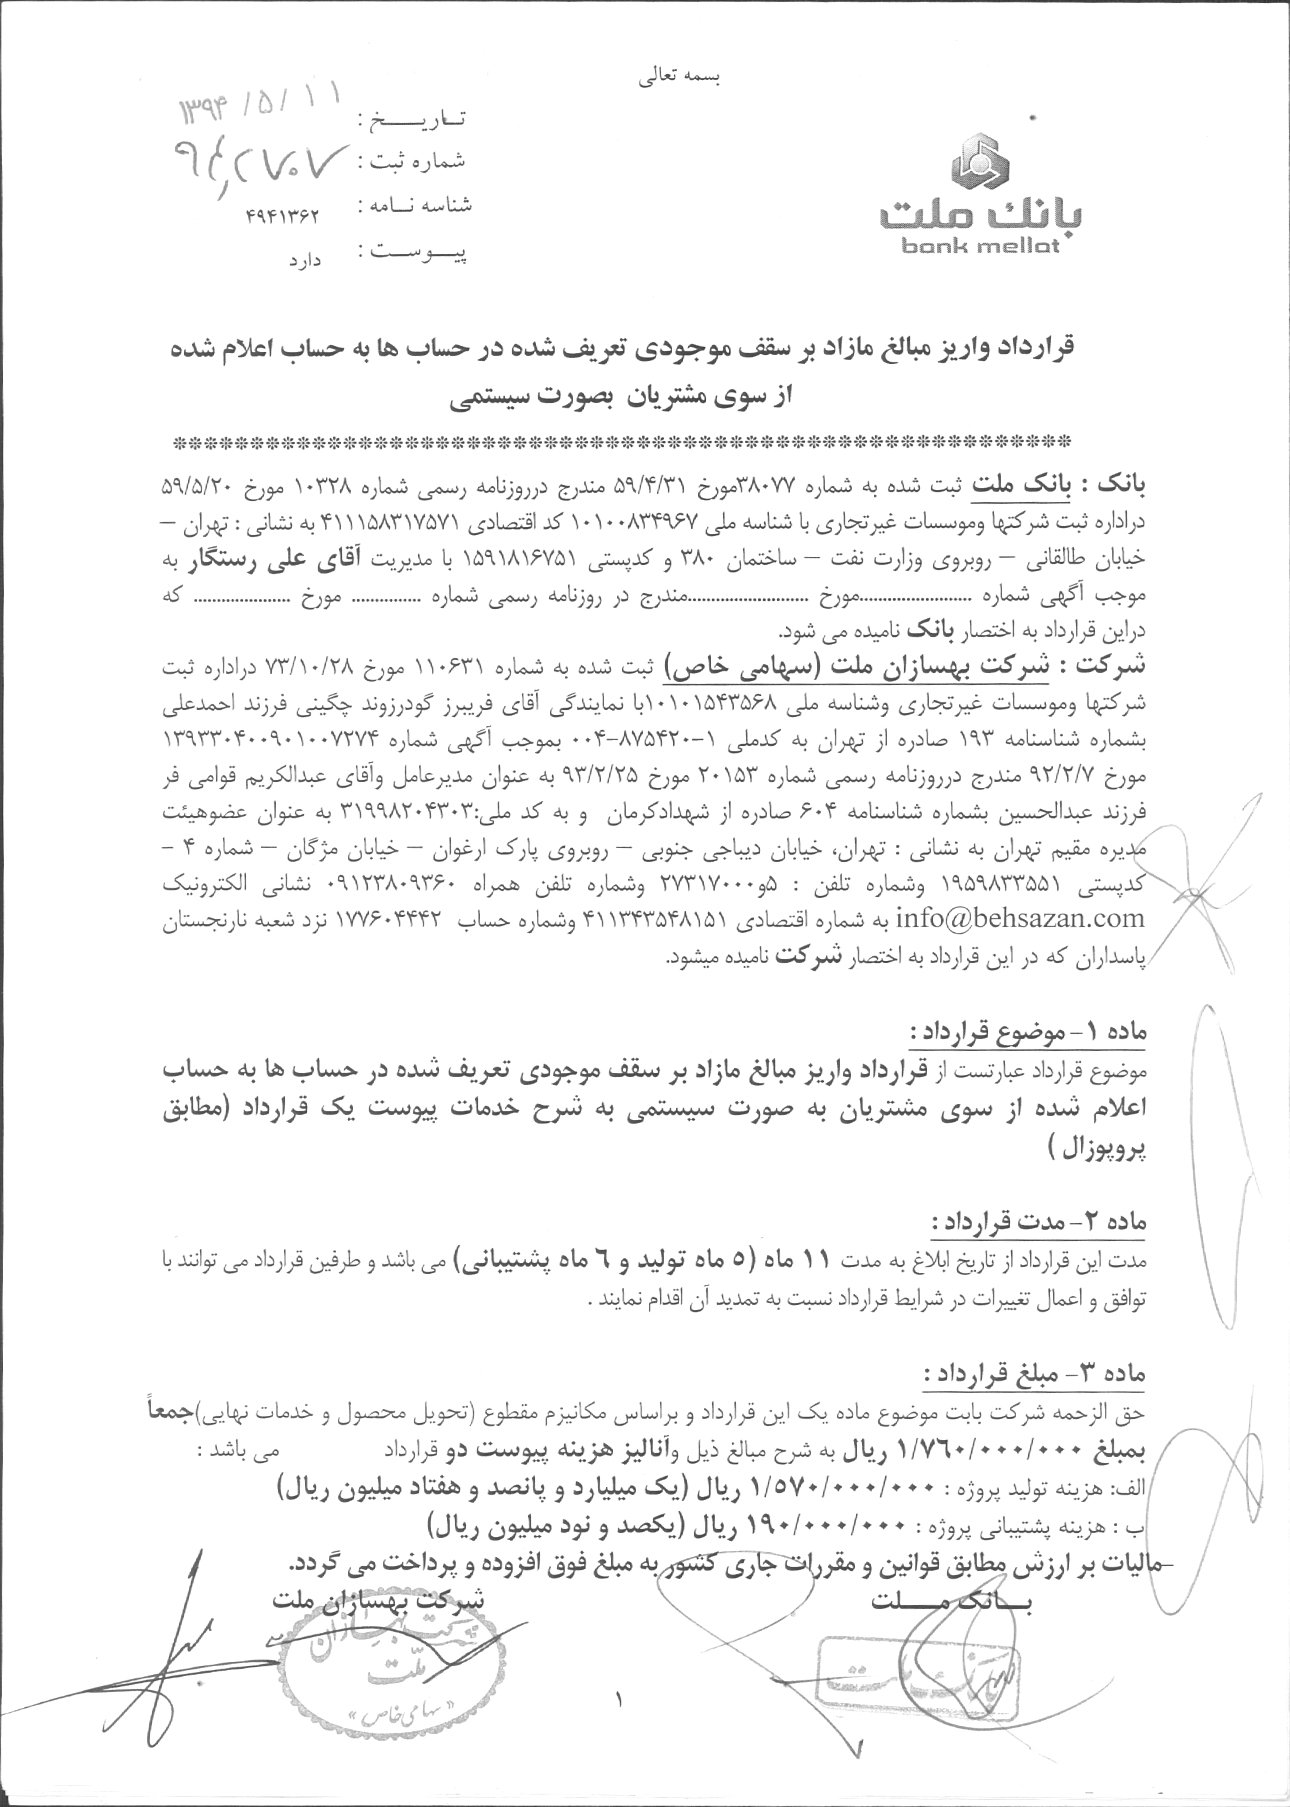 بسمه تعالی
تـاریـــــخ : ۱۳۹۴/۵/۱۱
شماره ثبت : ۹۴٫۲۷۰۷
شناسه نـامه : ۴۹۴۱۳۶۲
پیـــوســـت : دارد
بانک ملت
bank mellat
قرارداد واریز مبالغ مازاد بر سقف موجودی تعریف شده در حساب ها به حساب اعلام شده
از سوی مشتریان بصورت سیستمی
************************************************************
بانک : بانک ملت ثبت شده به شماره ۳۸۰۷۷مورخ ۵۹/۴/۳۱ مندرج درروزنامه رسمی شماره ۱۰۳۲۸ مورخ ۵۹/۵/۲۰
دراداره ثبت شرکتها وموسسات غیرتجاری با شناسه ملی ۱۰۱۰۰۸۳۴۹۶۷ کد اقتصادی ۴۱۱۱۵۸۳۱۷۵۷۱ به نشانی : تهران –
خیابان طالقانی – روبروی وزارت نفت – ساختمان ۳۸۰ و کدپستی ۱۵۹۱۸۱۶۷۵۱ با مدیریت آقای علی رستگار به
موجب آگهی شماره ........................مورخ ..........................مندرج در روزنامه رسمی شماره ............... مورخ ..................... که
دراین قرارداد به اختصار بانک نامیده می شود.
شرکت : شرکت بهسازان ملت (سهامی خاص) ثبت شده به شماره ۱۱۰۶۳۱ مورخ ۷۳/۱۰/۲۸ دراداره ثبت
شرکتها وموسسات غیرتجاری وشناسه ملی ۱۰۱۰۱۵۴۳۵۶۸با نمایندگی آقای فریبرز گودرزوند چگینی فرزند احمدعلی
بشماره شناسنامه ۱۹۳ صادره از تهران به کدملی ۱-۸۷۵۴۲۰-۰۰۴ بموجب آگهی شماره ۱۳۹۳۳۰۴۰۰۹۰۱۰۰۷۲۷۴
مورخ ۹۲/۲/۷ مندرج درروزنامه رسمی شماره ۲۰۱۵۳ مورخ ۹۳/۲/۲۵ به عنوان مدیرعامل وآقای عبدالکریم قوامی فر
فرزند عبدالحسین بشماره شناسنامه ۶۰۴ صادره از شهدادکرمان و به کد ملی:۳۱۹۹۸۲۰۴۳۰۳ به عنوان عضوهیئت
مدیره مقیم تهران به نشانی : تهران، خیابان دیباجی جنوبی – روبروی پارک ارغوان – خیابان مژگان – شماره ۴ –
کدپستی ۱۹۵۹۸۳۳۵۵۱ وشماره تلفن : ۵و۲۷۳۱۷۰۰۰ وشماره تلفن همراه ۰۹۱۲۳۸۰۹۳۶۰ نشانی الکترونیک
info@behsazan.com به شماره اقتصادی ۴۱۱۳۴۳۵۴۸۱۵۱ وشماره حساب ۱۷۷۶۰۴۴۴۲ نزد شعبه نارنجستان
پاسداران که در این قرارداد به اختصار شرکت نامیده میشود.
ماده ۱- موضوع قرارداد :
موضوع قرارداد عبارتست از قرارداد واریز مبالغ مازاد بر سقف موجودی تعریف شده در حساب ها به حساب
اعلام شده از سوی مشتریان به صورت سیستمی به شرح خدمات پیوست یک قرارداد (مطابق
پروپوزال )
ماده ۲- مدت قرارداد :
مدت این قرارداد از تاریخ ابلاغ به مدت ۱۱ ماه (۵ ماه تولید و ۶ ماه پشتیبانی) می باشد و طرفین قرارداد می توانند با
توافق و اعمال تغییرات در شرایط قرارداد نسبت به تمدید آن اقدام نمایند .
ماده ۳- مبلغ قرارداد :
حق الزحمه شرکت بابت موضوع ماده یک این قرارداد و براساس مکانیزم مقطوع (تحویل محصول و خدمات نهایی)جمعاً
بمبلغ ۱/۷۶۰/۰۰۰/۰۰۰ ریال به شرح مبالغ ذیل وآنالیز هزینه پیوست دو قرارداد می باشد :
الف: هزینه تولید پروژه : ۱/۵۷۰/۰۰۰/۰۰۰ ریال (یک میلیارد و پانصد و هفتاد میلیون ریال)
ب : هزینه پشتیبانی پروژه : ۱۹۰/۰۰۰/۰۰۰ ریال (یکصد و نود میلیون ریال)
-مالیات بر ارزش مطابق قوانین و مقررات جاری کشور به مبلغ فوق افزوده و پرداخت می گردد.
بـــانک مـــلت
شرکت بهسازان ملت
شرکت بهسازان
ملت
«سهامی خاص»
بانک ملت
۱